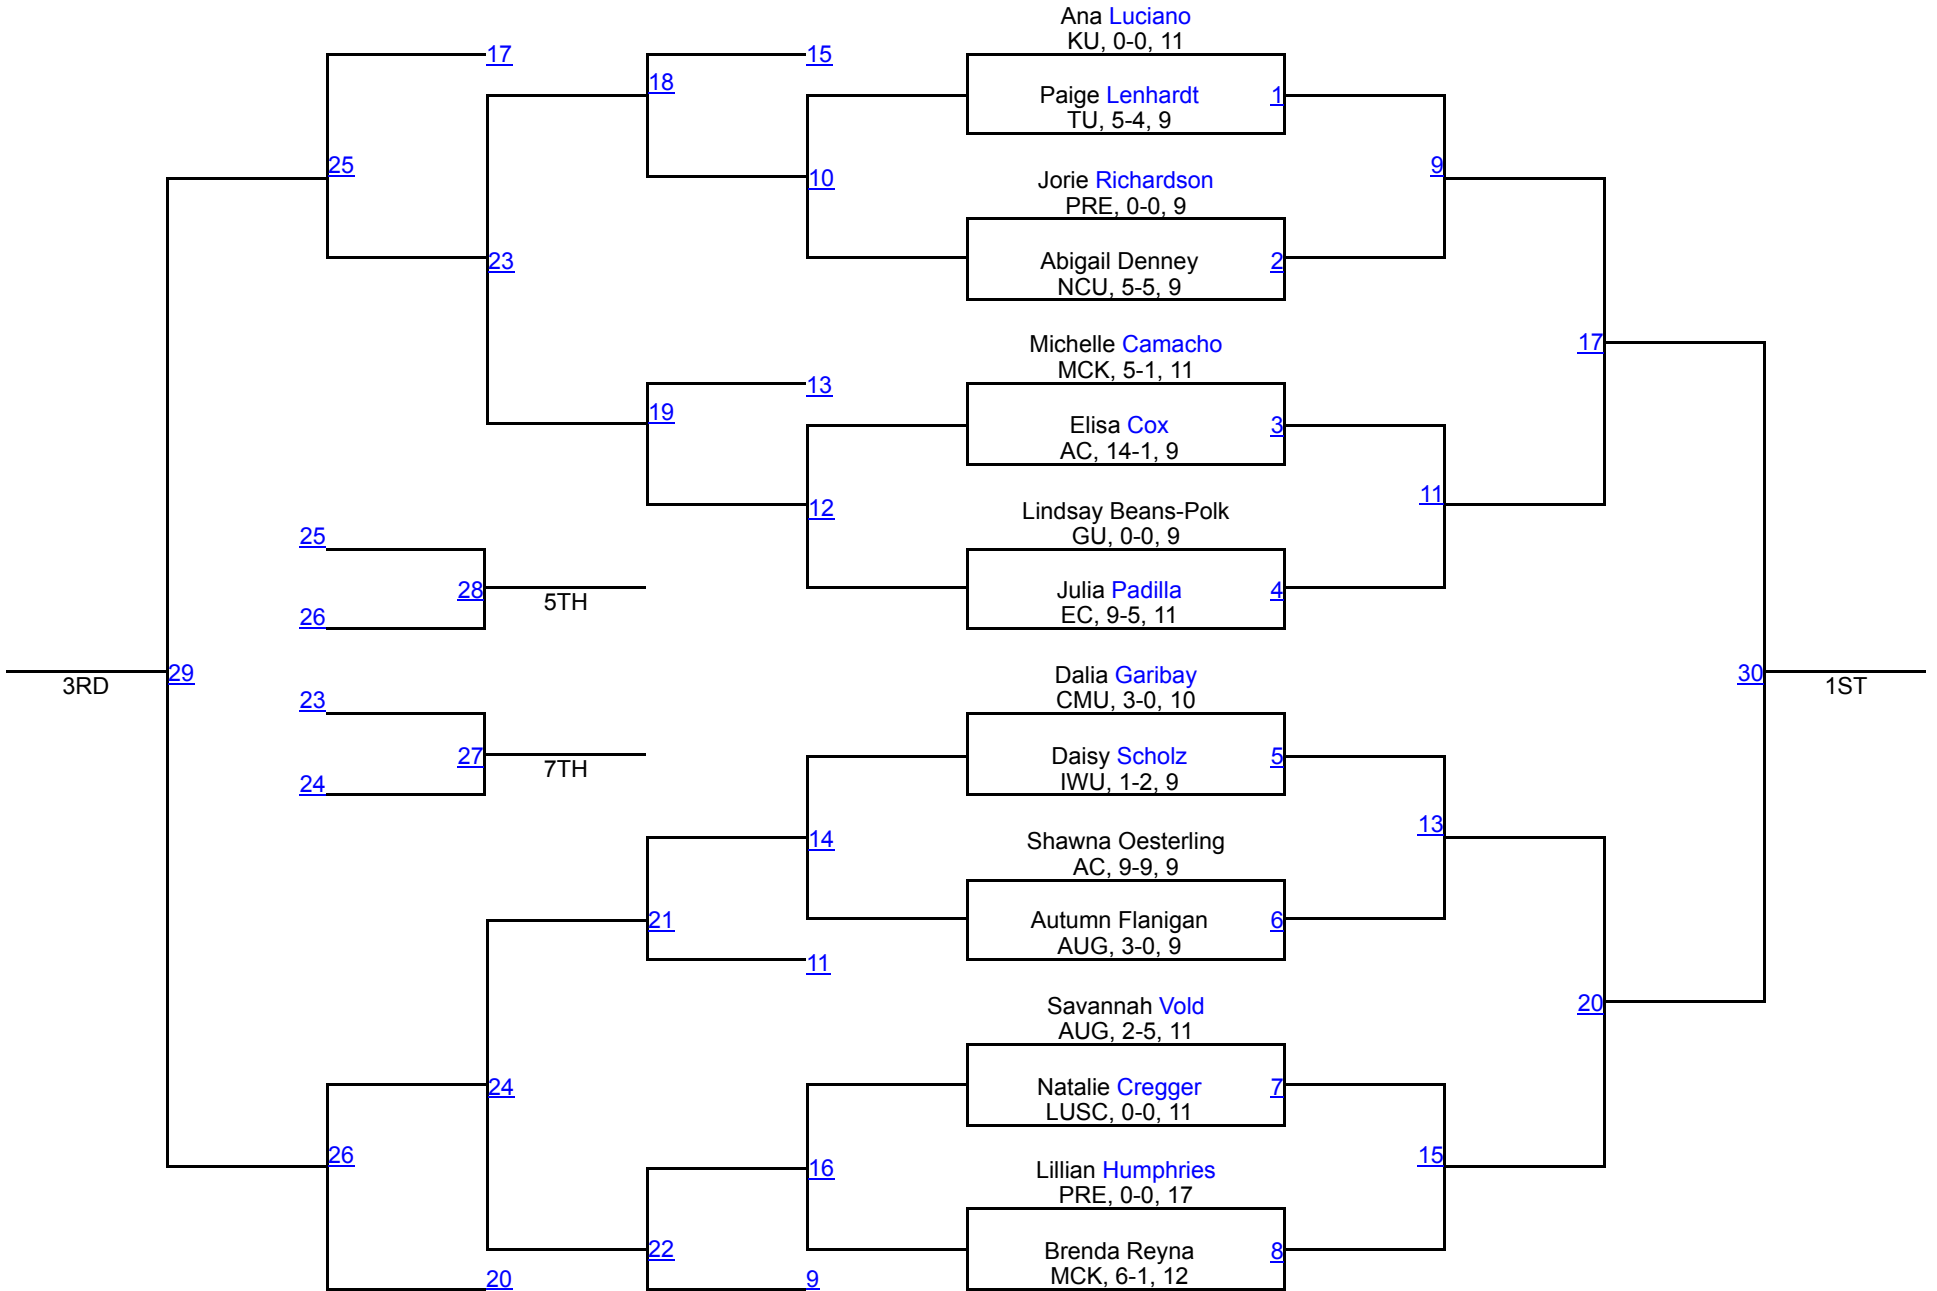 Ana Luciano
KU, 0-0, 11
17
15
18
Paige Lenhardt
1
TU, 5-4, 9
25
10
Jorie Richardson
9
PRE, 0-0, 9
23
Abigail Denney
2
NCU, 5-5, 9
Michelle Camacho
17
MCK, 5-1, 11
13
19
Elisa Cox
3
AC, 14-1, 9
11
12
Lindsay Beans-Polk
25
GU, 0-0, 9
28
Julia Padilla
4
5TH
EC, 9-5, 11
26
29
Dalia Garibay
30
3RD
1ST
23
CMU, 3-0, 10
27
Daisy Scholz
5
7TH
24
IWU, 1-2, 9
13
14
Shawna Oesterling
AC, 9-9, 9
21
Autumn Flanigan
6
AUG, 3-0, 9
11
Savannah Vold
20
AUG, 2-5, 11
24
Natalie Cregger
7
LUSC, 0-0, 11
26
15
16
Lillian Humphries
PRE, 0-0, 17
22
Brenda Reyna
8
20
9
MCK, 6-1, 12